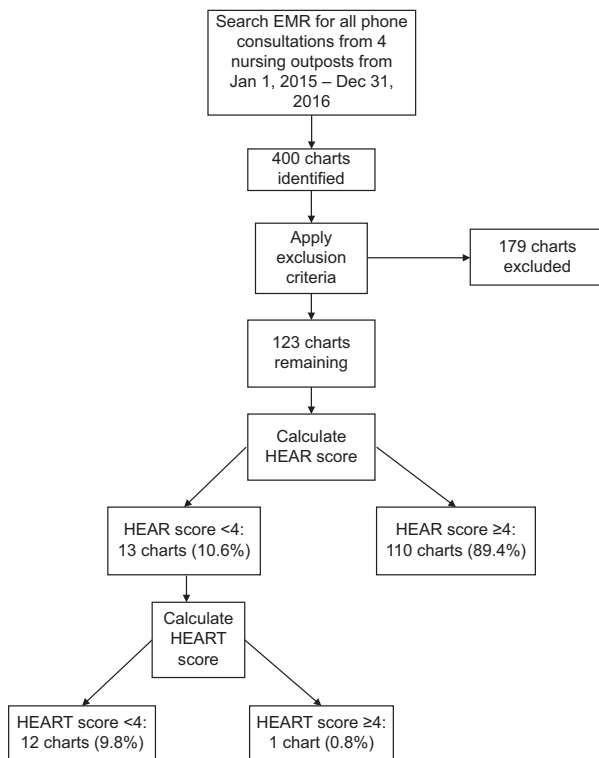 Search EMR for all phone
consultations from 4
nursing outposts from
Jan 1, 2015 – Dec 31,
2016
400 charts
identified
Apply
exclusion
criteria
179 charts
excluded
123 charts
remaining
Calculate
HEAR score
HEAR score <4:
13 charts (10.6%)
HEAR score ≥4:
110 charts (89.4%)
Calculate
HEART
score
HEART score <4:
12 charts (9.8%)
HEART score ≥4:
1 chart (0.8%)